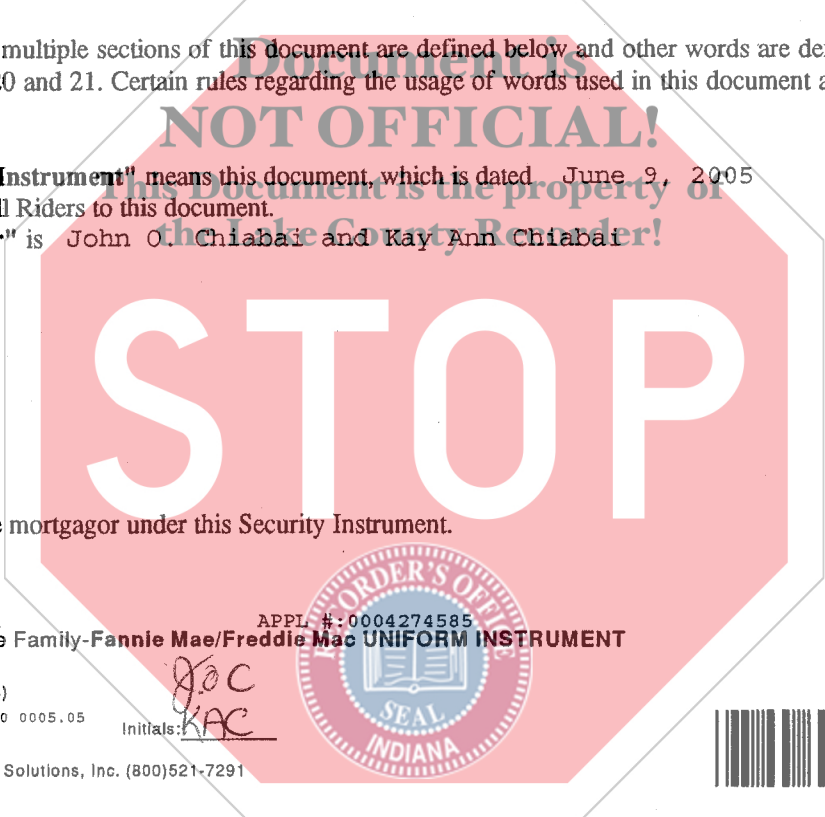 multiple sections of this document are defined below and other words are
0 and 21. Certain rules regarding the usage of words used in this document
Document is
NOT OFFICIAL!
Instrument" means this document, which is dated June 9, 2005
This Document is the property of
Riders to this document.
" is John O. Chiabai and Kay Ann Chiabai
the Lake County Recorder!
STOP
mortgagor under this Security Instrument.
RECORDER'S OFFICE
APPL #:0004274585
Family-Fannie Mae/Freddie Mac UNIFORM INSTRUMENT
JOC
0005.05
Initials: KAC
SEAL
INDIANA
Solutions, Inc. (800)521-7291